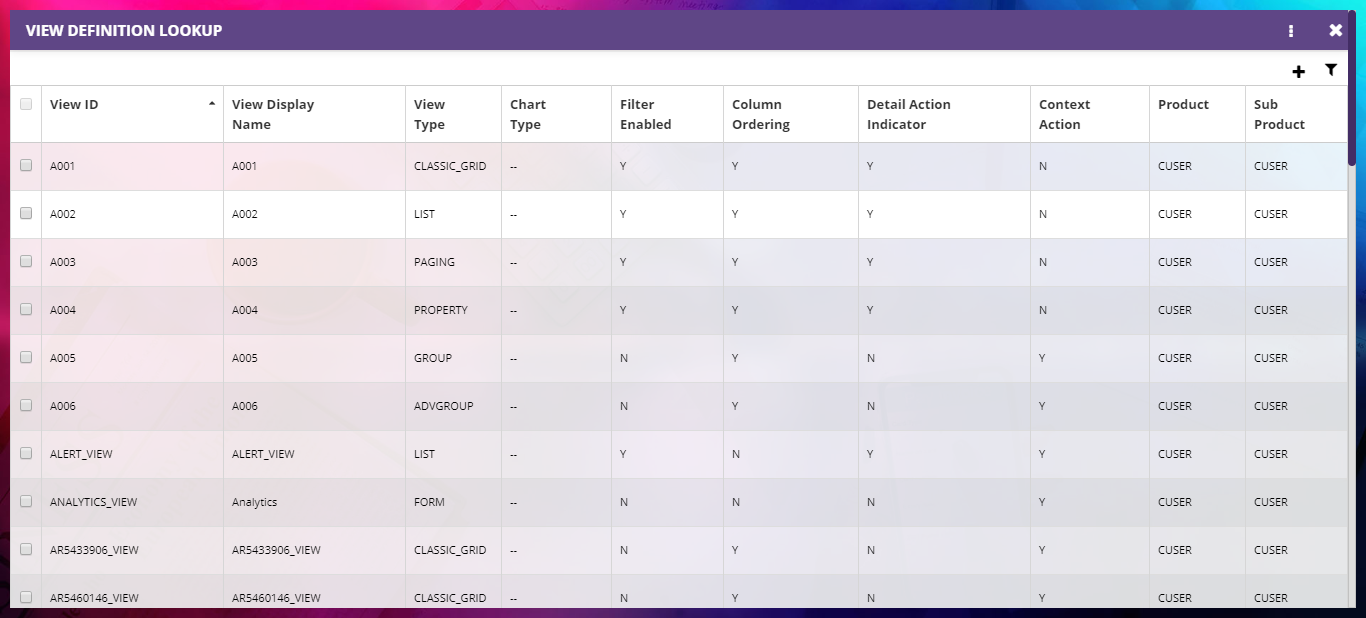 VIEW DEFINITION LOOKUP
View ID View Display Name View Type Chart Type Filter Enabled Column Ordering Detail Action Indicator Context Action Product Sub Product
A001 A001 CLASSIC_GRID -- Y Y Y N CUSER CUSER
A002 A002 LIST -- Y Y Y N CUSER CUSER
A003 A003 PAGING -- Y Y Y N CUSER CUSER
A004 A004 PROPERTY -- Y Y Y N CUSER CUSER
A005 A005 GROUP -- N Y N Y CUSER CUSER
A006 A006 ADVGROUP -- N Y N Y CUSER CUSER
ALERT_VIEW ALERT_VIEW LIST -- Y N Y Y CUSER CUSER
ANALYTICS_VIEW Analytics FORM -- N N N Y CUSER CUSER
AR5433906_VIEW AR5433906_VIEW CLASSIC_GRID -- N Y N Y CUSER CUSER
AR5460146_VIEW AR5460146_VIEW CLASSIC_GRID -- N Y N Y CUSER CUSER